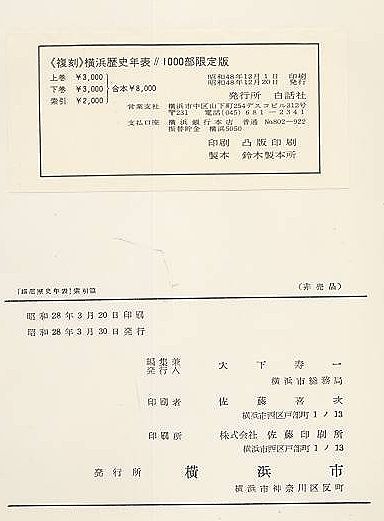 《複刻》横浜歴史年表∥1000部限定版
上巻 ¥3,000
下巻 ¥3,000
索引 ¥2,000
合本¥8,000
昭和48年12月1日 印刷
昭和48年12月20日 発行
発行所 白話社
営業支社 横浜市中区山下町254デスコビル312号
〒231 電話(045)681-2341
支払口座 横浜銀行本店 普通 No802-922
振替貯金 横浜5050
印刷 凸版印刷
製本 鈴木製本所
「横浜歴史年表」索引篇
(非売品)
昭和28年3月20日印刷
昭和28年3月30日発行
編集兼
発行人
大下寿一
横浜市総務局
印刷者 佐藤喜次
横浜市西区戸部町1ノ13
印刷所 株式会社 佐藤印刷所
横浜市西区戸部町1ノ13
発行所 横浜市
横浜市神奈川区反町